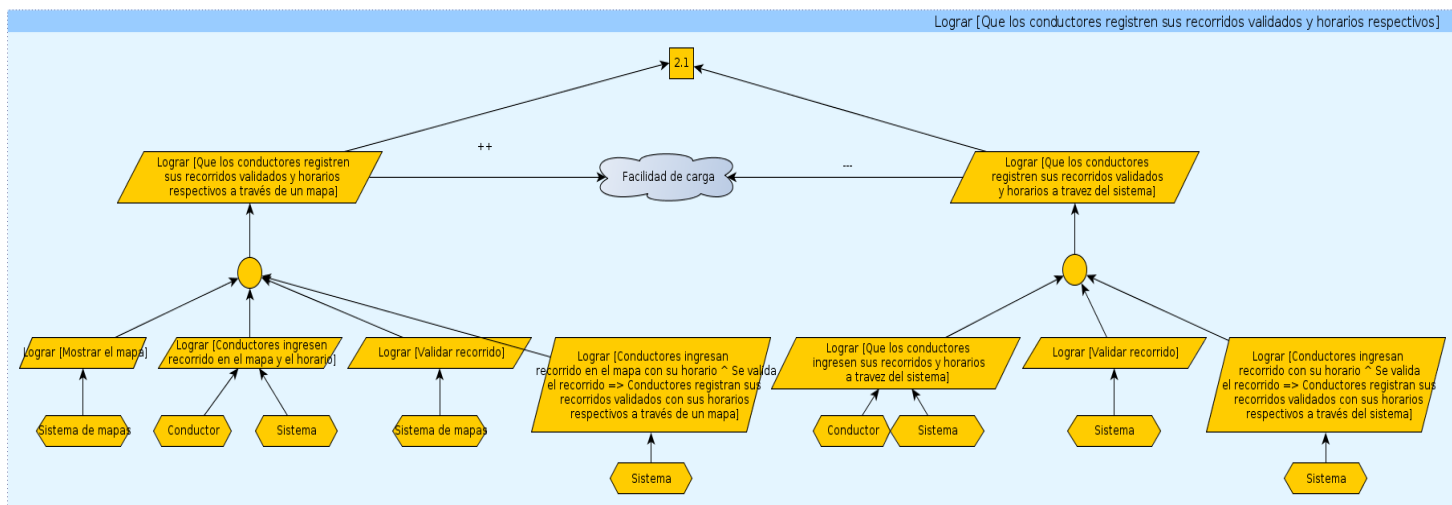 Lograr [Que los conductores registren sus recorridos validados y horarios respectivos]
2.1
++
Lograr [Que los conductores registren
sus recorridos validados y horarios
respectivos a través de un mapa]
Facilidad de carga
---
Lograr [Que los conductores
registren sus recorridos validados
y horarios a travez del sistema]
Lograr [Mostrar el mapa]
Lograr [Conductores ingresen
recorrido en el mapa y el horario]
Lograr [Validar recorrido]
Lograr [Conductores ingresan
recorrido en el mapa con su horario ^ Se valida
el recorrido => Conductores registran sus
recorridos validados con sus horarios
respectivos a través de un mapa]
Lograr [Que los conductores
ingresen sus recorridos y horarios
a travez del sistema]
Lograr [Validar recorrido]
Lograr [Conductores ingresan
recorrido con su horario ^ Se valida
el recorrido => Conductores registran sus
recorridos validados con sus horarios
respectivos a través del sistema]
Sistema de mapas
Conductor
Sistema
Sistema de mapas
Sistema
Conductor
Sistema
Sistema
Sistema